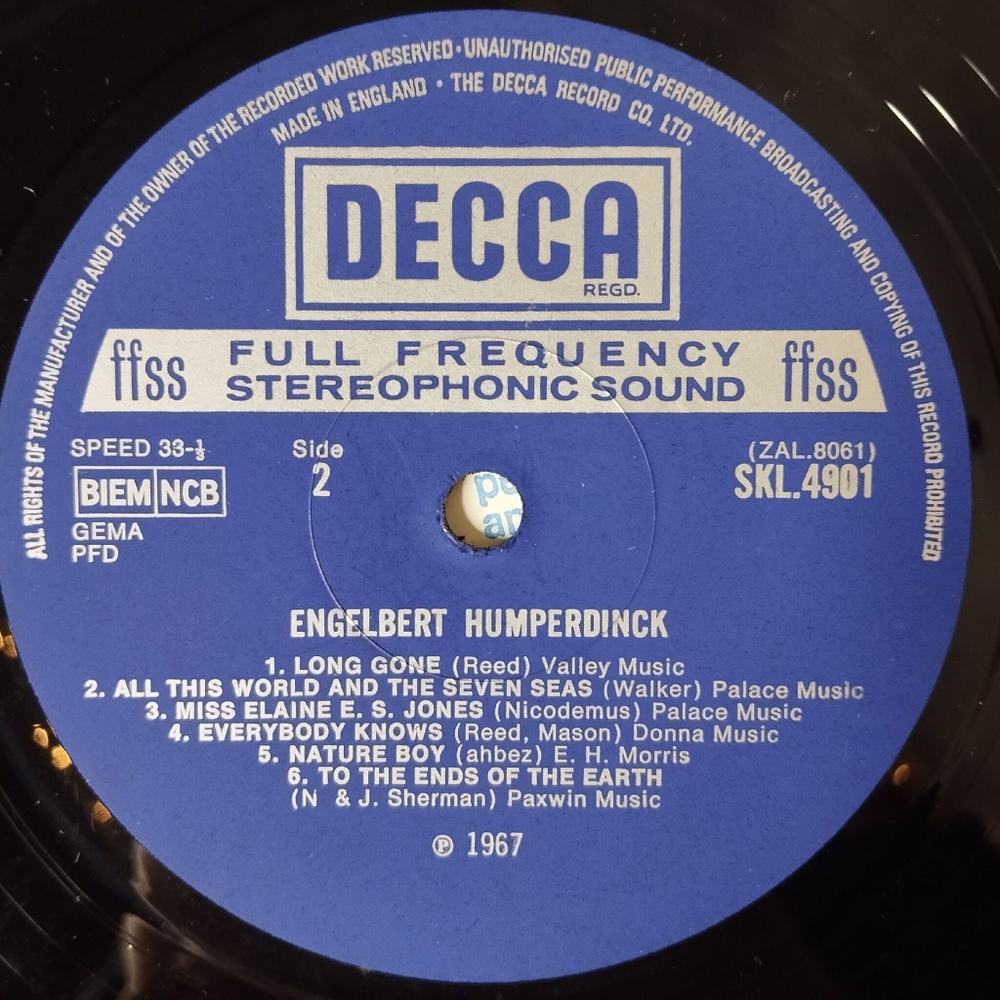 ALL RIGHTS OF THE MANUFACTURER AND OF THE OWNER OF THE RECORDED WORK RESERVED · UNAUTHORISED PUBLIC PERFORMANCE BROADCASTING AND COPYING OF THIS RECORD PROHIBITED
MADE IN ENGLAND · THE DECCA RECORD CO. LTD.
DECCA
REGD.
ffss FULL FREQUENCY ffss
STEREOPHONIC SOUND
SPEED 33-⅓ Side (ZAL.8061)
BIEM NCB 2 SKL.4901
GEMA
PFD
ENGELBERT HUMPERDINCK
1. LONG GONE (Reed) Valley Music
2. ALL THIS WORLD AND THE SEVEN SEAS (Walker) Palace Music
3. MISS ELAINE E. S. JONES (Nicodemus) Palace Music
4. EVERYBODY KNOWS (Reed, Mason) Donna Music
5. NATURE BOY (ahbez) E. H. Morris
6. TO THE ENDS OF THE EARTH
(N & J. Sherman) Paxwin Music
℗ 1967